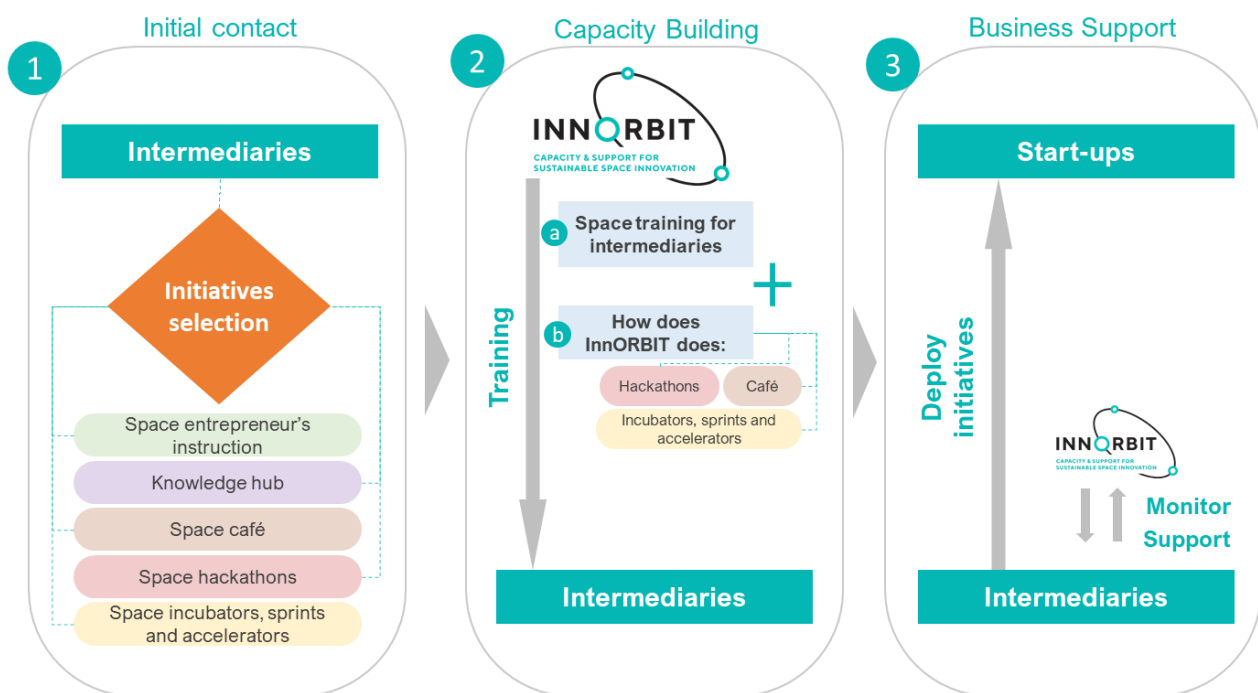 Initial contact
1
Intermediaries
Initiatives
selection
Space entrepreneur's
instruction
Knowledge hub
Space café
Space hackathons
Space incubators, sprints
and accelerators
Capacity Building
2
INNORBIT
CAPACITY & SUPPORT FOR
SUSTAINABLE SPACE INNOVATION
a
Space training for
intermediaries
+
b
How does
InnORBIT does:
Hackathons
Café
Incubators, sprints and
accelerators
Training
Intermediaries
Business Support
3
Start-ups
Deploy
initiatives
INNORBIT
CAPACITY & SUPPORT FOR
SUSTAINABLE SPACE INNOVATION
Monitor
Support
Intermediaries